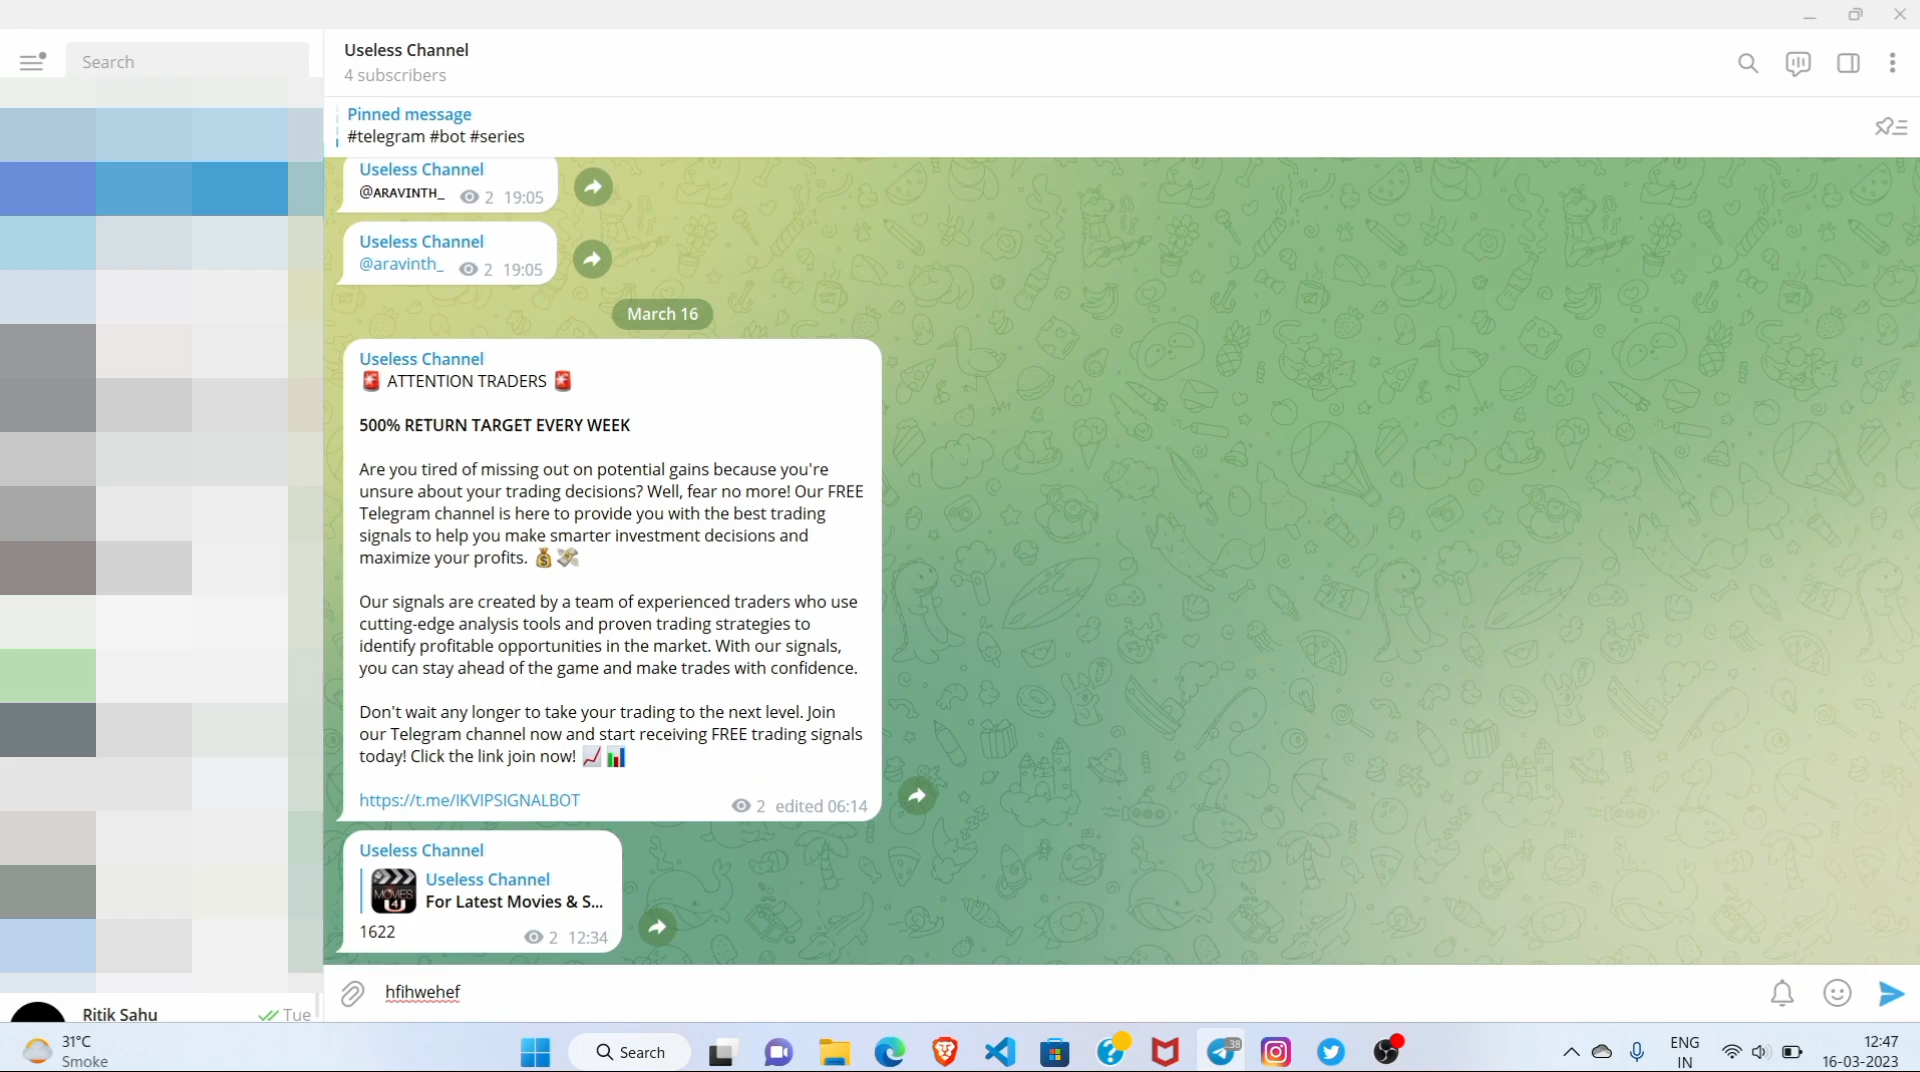 Search
Useless Channel
4 subscribers
Pinned message
#telegram #bot #series
Useless Channel
@ᴀʀᴀᴠɪɴᴛʜ_ 2 19:05
Useless Channel
@aravinth_ 2 19:05
March 16
Useless Channel
🚨 ATTENTION TRADERS 🚨
500% RETURN TARGET EVERY WEEK
Are you tired of missing out on potential gains because you're
unsure about your trading decisions? Well, fear no more! Our FREE
Telegram channel is here to provide you with the best trading
signals to help you make smarter investment decisions and
maximize your profits. 💰 💸
Our signals are created by a team of experienced traders who use
cutting-edge analysis tools and proven trading strategies to
identify profitable opportunities in the market. With our signals,
you can stay ahead of the game and make trades with confidence.
Don't wait any longer to take your trading to the next level. Join
our Telegram channel now and start receiving FREE trading signals
today! Click the link join now! 📈 📊
https://t.me/IKVIPSIGNALBOT 2 edited 06:14
Useless Channel
Useless Channel
MOVIES 4 U
For Latest Movies & S...
1622 2 12:34
hfihwehef
Ritik Sahu Tue
31°C
Smoke
Search
38
ENG
IN
12:47
16-03-2023